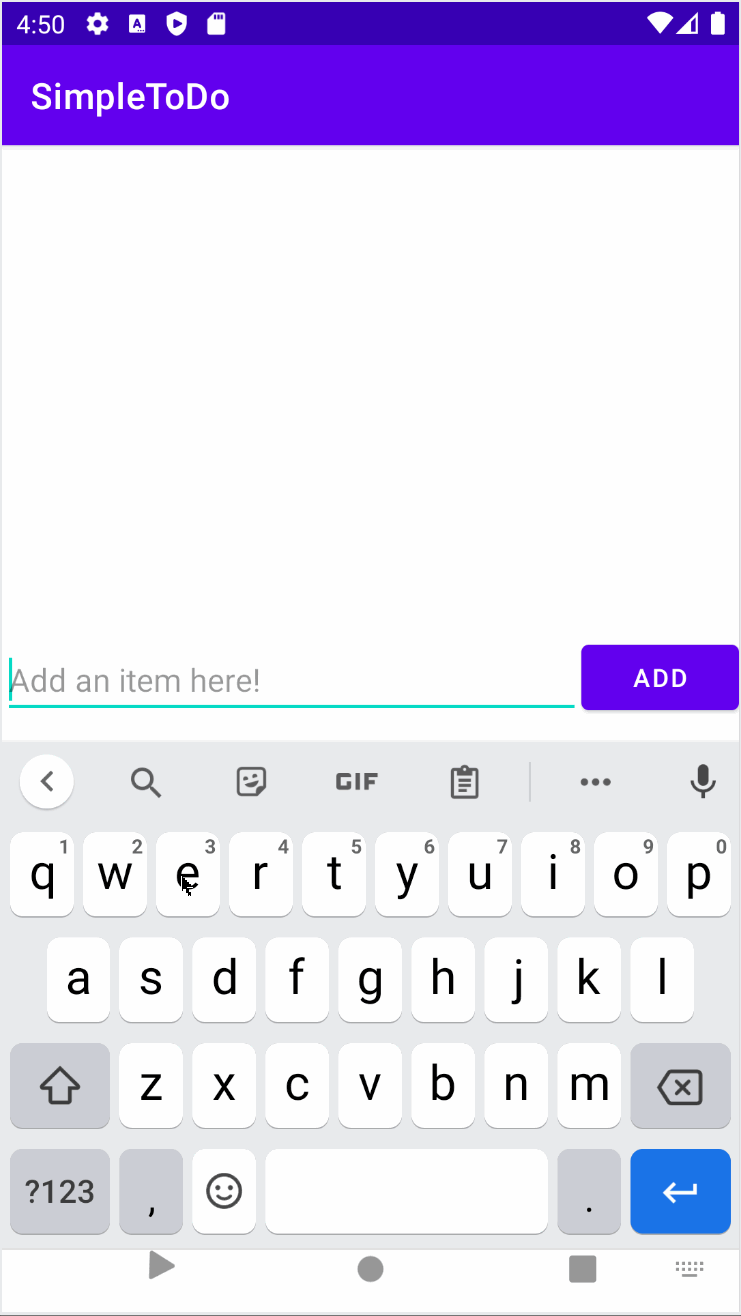 4:50
A
SimpleToDo
Add an item here!
ADD
GIF
1 2 3 4 5 6 7 8 9 0
q w e r t y u i o p
a s d f g h j k l
z x c v b n m
?123 , .